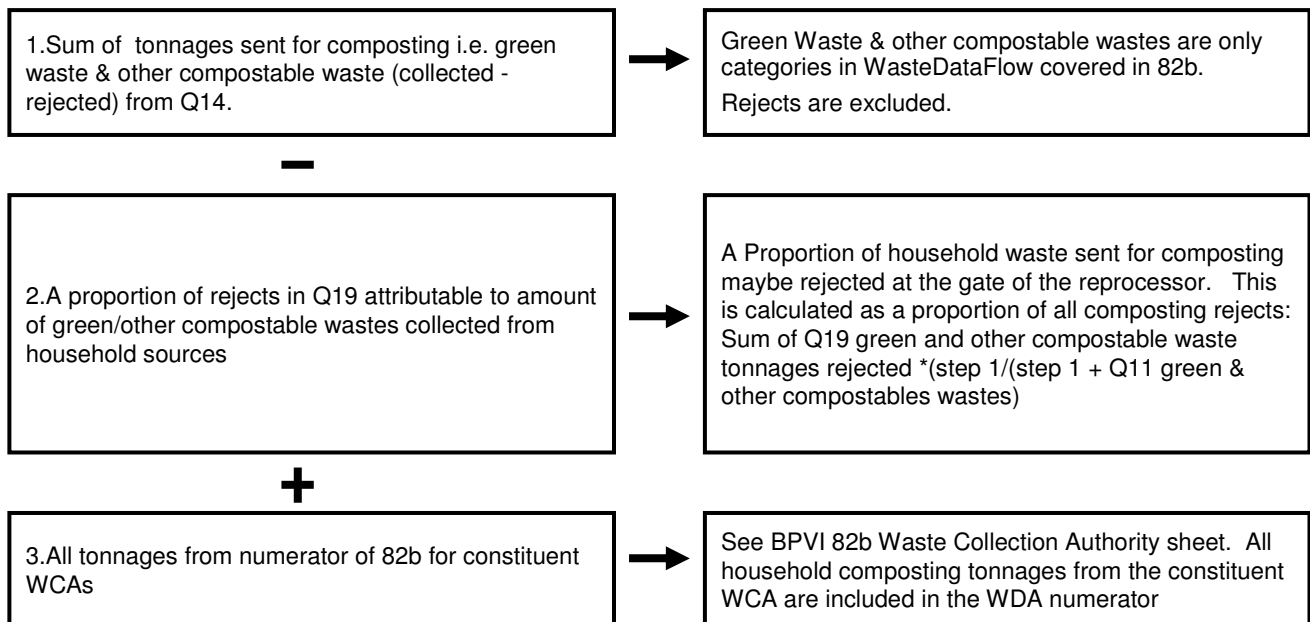 1.Sum of  tonnages sent for composting i.e. green
waste & other compostable waste (collected -
rejected) from Q14.
Green Waste & other compostable wastes are only
categories in WasteDataFlow covered in 82b.
Rejects are excluded.
–
2.A proportion of rejects in Q19 attributable to amount
of green/other compostable wastes collected from
household sources
A Proportion of household waste sent for composting
maybe rejected at the gate of the reprocessor.   This
is calculated as a proportion of all composting rejects:
Sum of Q19 green and other compostable waste
tonnages rejected *(step 1/(step 1 + Q11 green &
other compostables wastes)
+
3.All tonnages from numerator of 82b for constituent
WCAs
See BPVI 82b Waste Collection Authority sheet.  All
household composting tonnages from the constituent
WCA are included in the WDA numerator